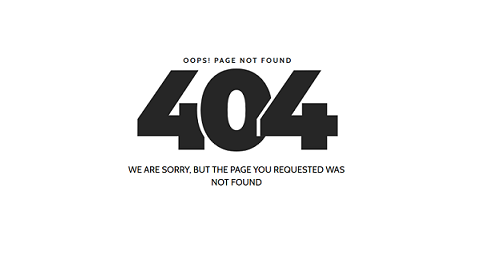 OOPS! PAGE NOT FOUND
404
WE ARE SORRY, BUT THE PAGE YOU REQUESTED WAS
NOT FOUND